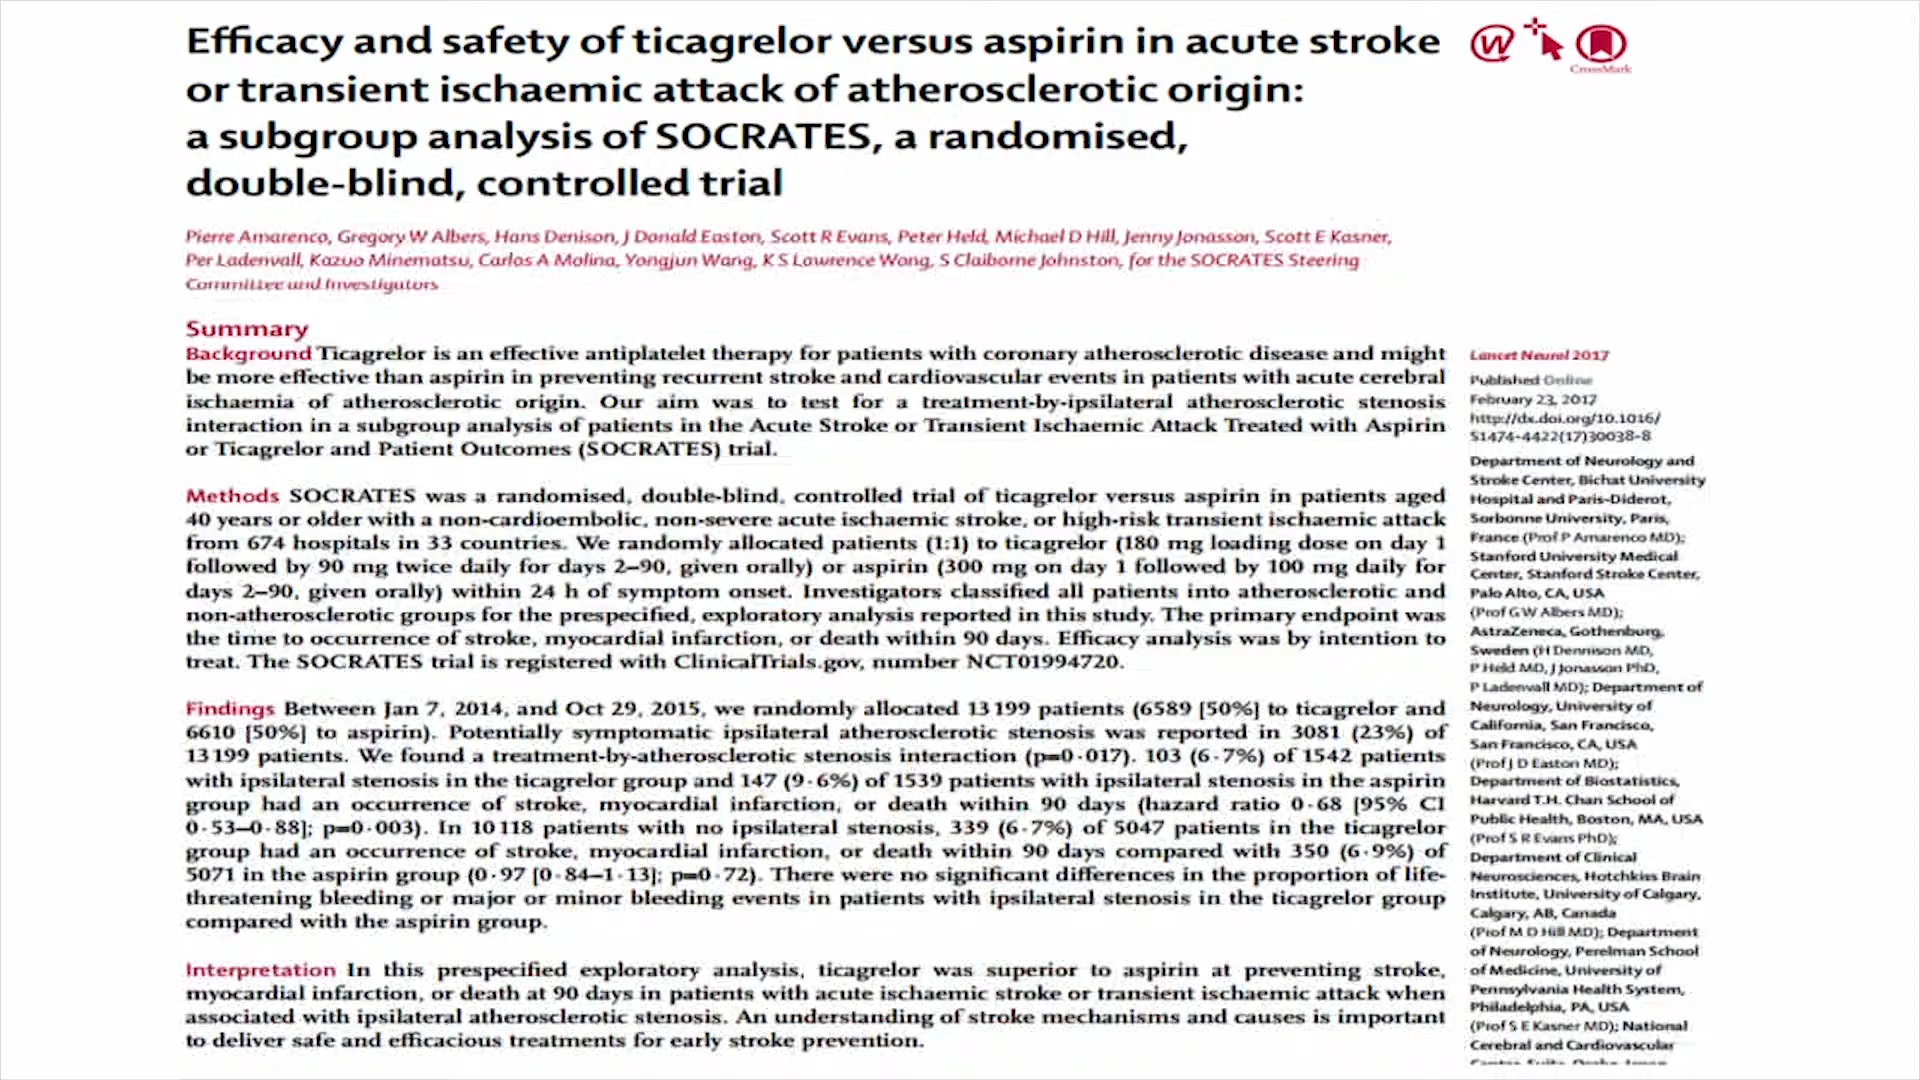 Efficacy and safety of ticagrelor versus aspirin in acute stroke
or transient ischaemic attack of atherosclerotic origin:
a subgroup analysis of SOCRATES, a randomised,
double-blind, controlled trial
CrossMark
Pierre Amarenco, Gregory W Albers, Hans Denison, J Donald Easton, Scott R Evans, Peter Held, Michael D Hill, Jenny Jonasson, Scott E Kasner,
Per Ladenvall, Kazuo Minematsu, Carlos A Molina, Yongjun Wang, K S Lawrence Wong, S Claiborne Johnston, for the SOCRATES Steering
Committee and Investigators
Summary
Background Ticagrelor is an effective antiplatelet therapy for patients with coronary atherosclerotic disease and might
be more effective than aspirin in preventing recurrent stroke and cardiovascular events in patients with acute cerebral
ischaemia of atherosclerotic origin. Our aim was to test for a treatment-by-ipsilateral atherosclerotic stenosis
interaction in a subgroup analysis of patients in the Acute Stroke or Transient Ischaemic Attack Treated with Aspirin
or Ticagrelor and Patient Outcomes (SOCRATES) trial.
Methods SOCRATES was a randomised, double-blind, controlled trial of ticagrelor versus aspirin in patients aged
40 years or older with a non-cardioembolic, non-severe acute ischaemic stroke, or high-risk transient ischaemic attack
from 674 hospitals in 33 countries. We randomly allocated patients (1:1) to ticagrelor (180 mg loading dose on day 1
followed by 90 mg twice daily for days 2–90, given orally) or aspirin (300 mg on day 1 followed by 100 mg daily for
days 2–90, given orally) within 24 h of symptom onset. Investigators classified all patients into atherosclerotic and
non-atherosclerotic groups for the prespecified, exploratory analysis reported in this study. The primary endpoint was
the time to occurrence of stroke, myocardial infarction, or death within 90 days. Efficacy analysis was by intention to
treat. The SOCRATES trial is registered with ClinicalTrials.gov, number NCT01994720.
Findings Between Jan 7, 2014, and Oct 29, 2015, we randomly allocated 13 199 patients (6589 [50%] to ticagrelor and
6610 [50%] to aspirin). Potentially symptomatic ipsilateral atherosclerotic stenosis was reported in 3081 (23%) of
13 199 patients. We found a treatment-by-atherosclerotic stenosis interaction (p=0·017). 103 (6·7%) of 1542 patients
with ipsilateral stenosis in the ticagrelor group and 147 (9·6%) of 1539 patients with ipsilateral stenosis in the aspirin
group had an occurrence of stroke, myocardial infarction, or death within 90 days (hazard ratio 0·68 [95% CI
0·53–0·88]; p=0·003). In 10 118 patients with no ipsilateral stenosis, 339 (6·7%) of 5047 patients in the ticagrelor
group had an occurrence of stroke, myocardial infarction, or death within 90 days compared with 350 (6·9%) of
5071 in the aspirin group (0·97 [0·84–1·13]; p=0·72). There were no significant differences in the proportion of life-
threatening bleeding or major or minor bleeding events in patients with ipsilateral stenosis in the ticagrelor group
compared with the aspirin group.
Interpretation In this prespecified exploratory analysis, ticagrelor was superior to aspirin at preventing stroke,
myocardial infarction, or death at 90 days in patients with acute ischaemic stroke or transient ischaemic attack when
associated with ipsilateral atherosclerotic stenosis. An understanding of stroke mechanisms and causes is important
to deliver safe and efficacious treatments for early stroke prevention.
Lancet Neurol 2017
Published Online
February 23, 2017
http://dx.doi.org/10.1016/
S1474-4422(17)30038-8
Department of Neurology and
Stroke Center, Bichat University
Hospital and Paris-Diderot,
Sorbonne University, Paris,
France (Prof P Amarenco MD);
Stanford University Medical
Center, Stanford Stroke Center,
Palo Alto, CA, USA
(Prof G W Albers MD);
AstraZeneca, Gothenburg,
Sweden (H Dennison MD,
P Held MD, J Jonasson PhD,
P Ladenvall MD); Department of
Neurology, University of
California, San Francisco,
San Francisco, CA, USA
(Prof J D Easton MD);
Department of Biostatistics,
Harvard T.H. Chan School of
Public Health, Boston, MA, USA
(Prof S R Evans PhD);
Department of Clinical
Neurosciences, Hotchkiss Brain
Institute, University of Calgary,
Calgary, AB, Canada
(Prof M D Hill MD); Department
of Neurology, Perelman School
of Medicine, University of
Pennsylvania Health System,
Philadelphia, PA, USA
(Prof S E Kasner MD); National
Cerebral and Cardiovascular